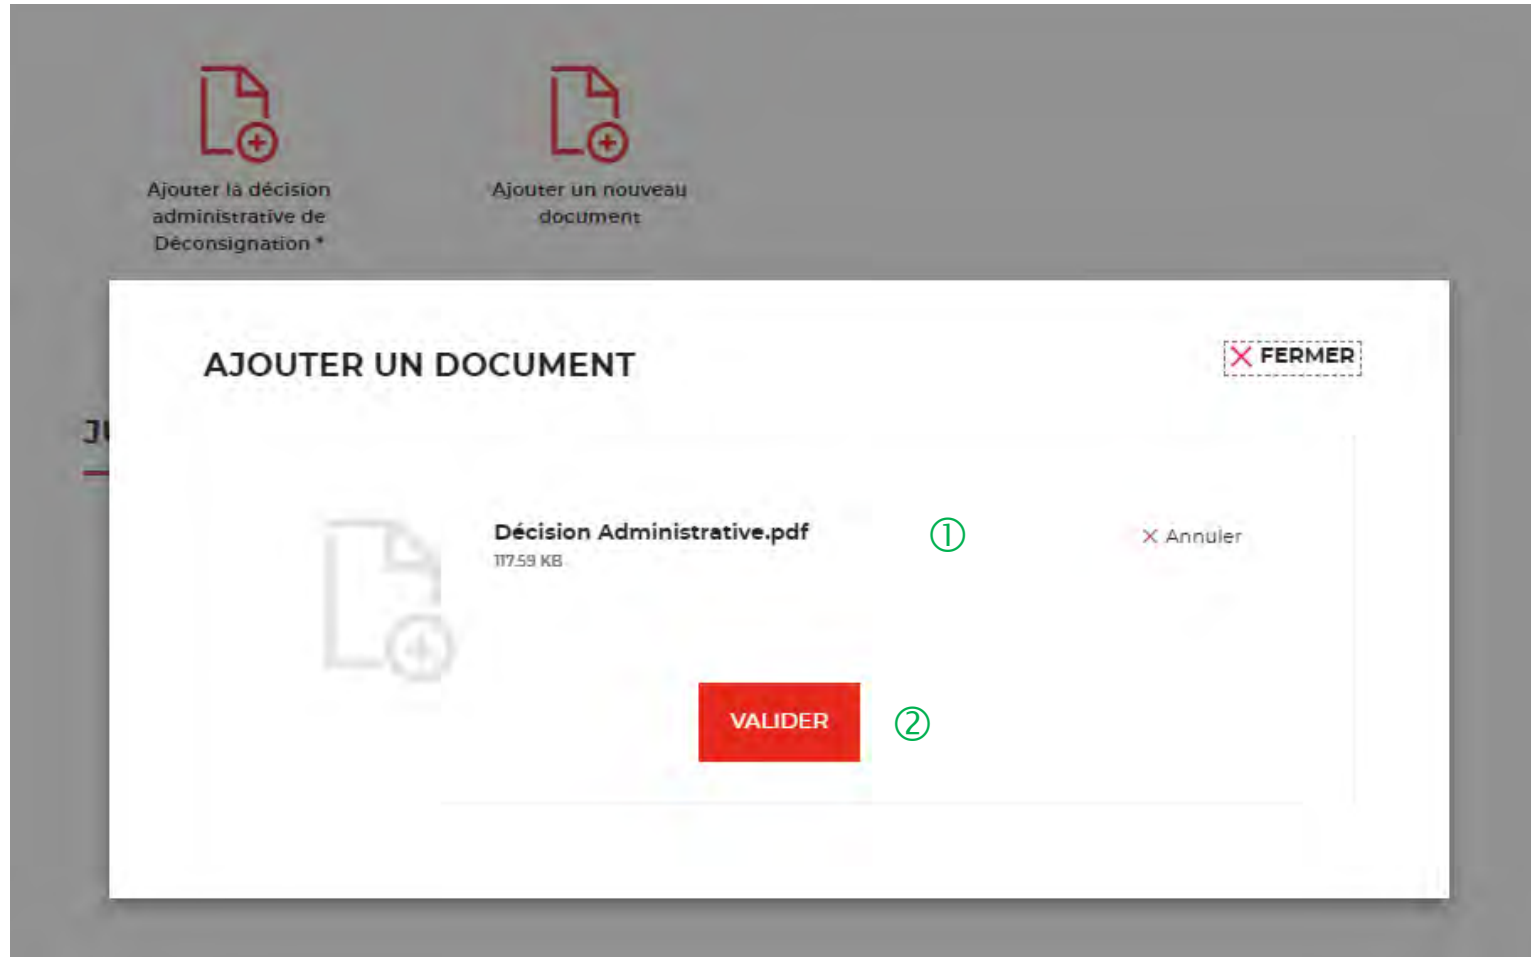 Ajouter la décision
administrative de
Déconsignation *
Ajouter un nouveau
document
AJOUTER UN DOCUMENT
FERMER
Décision Administrative.pdf
①
Annuler
117.59 KB
VALIDER
②